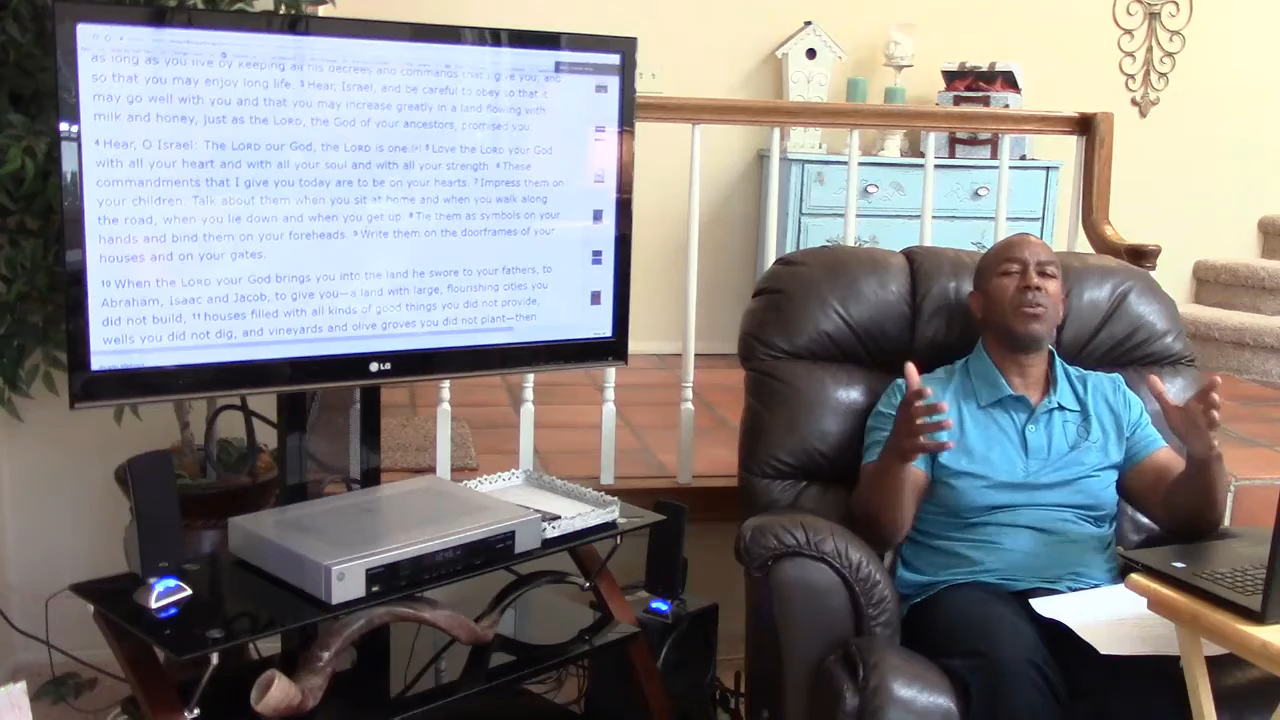 as long as you live by keeping all his decrees and commands that I give you, and
so that you may enjoy long life. 3 Hear, Israel, and be careful to obey so that it
may go well with you and that you may increase greatly in a land flowing with
milk and honey, just as the LORD, the God of your ancestors, promised you.
4 Hear, O Israel: The LORD our God, the LORD is one. 5 Love the LORD your God
with all your heart and with all your soul and with all your strength. 6 These
commandments that I give you today are to be on your hearts. 7 Impress them on
your children. Talk about them when you sit at home and when you walk along
the road, when you lie down and when you get up. 8 Tie them as symbols on your
hands and bind them on your foreheads. 9 Write them on the doorframes of your
houses and on your gates.
10 When the LORD your God brings you into the land he swore to your fathers, to
Abraham, Isaac and Jacob, to give you—a land with large, flourishing cities you
did not build, 11 houses filled with all kinds of good things you did not provide,
wells you did not dig, and vineyards and olive groves you did not plant—then
LG